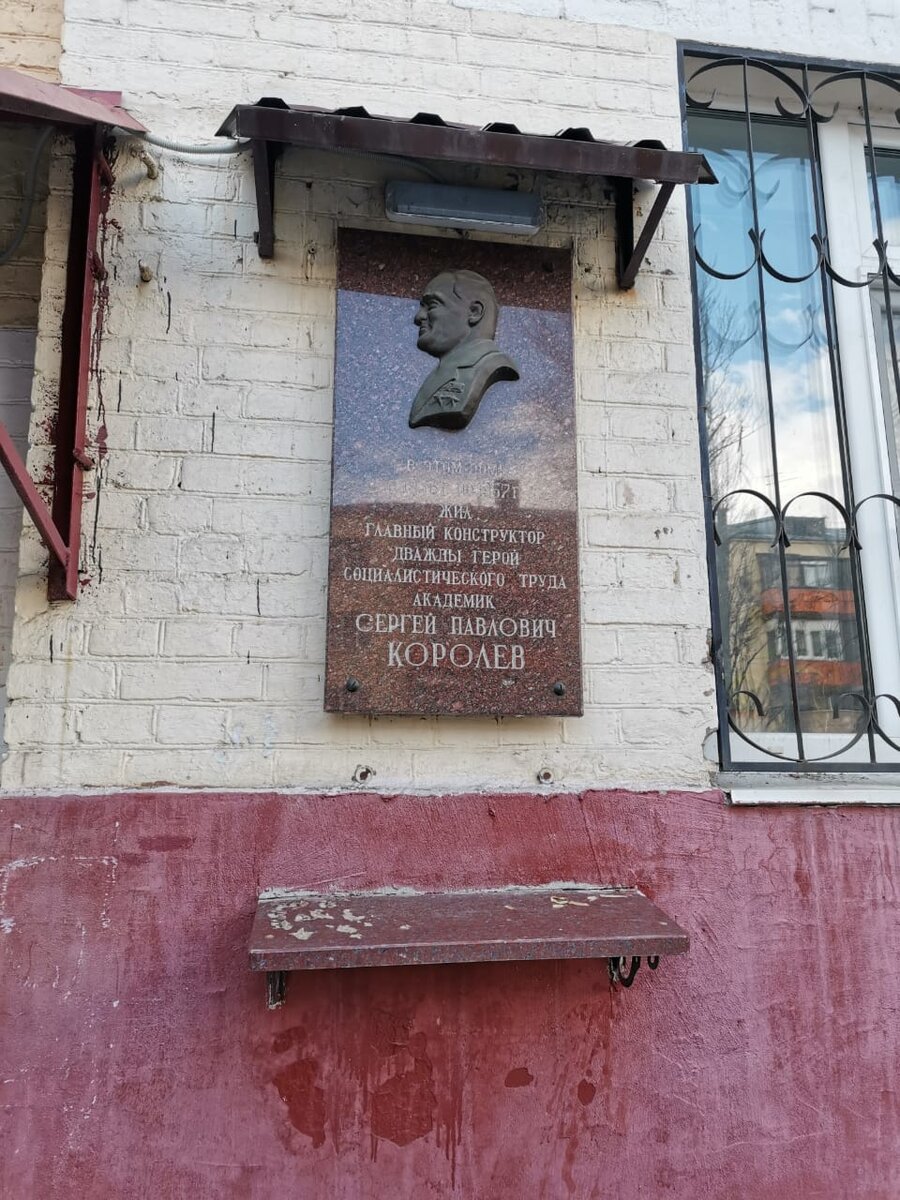 В ЭТОМ ДОМЕ
ЖИЛ
ГЛАВНЫЙ КОНСТРУКТОР
ДВАЖДЫ ГЕРОЙ
СОЦИАЛИСТИЧЕСКОГО ТРУДА
АКАДЕМИК
СЕРГЕЙ ПАВЛОВИЧ
КОРОЛЕВ